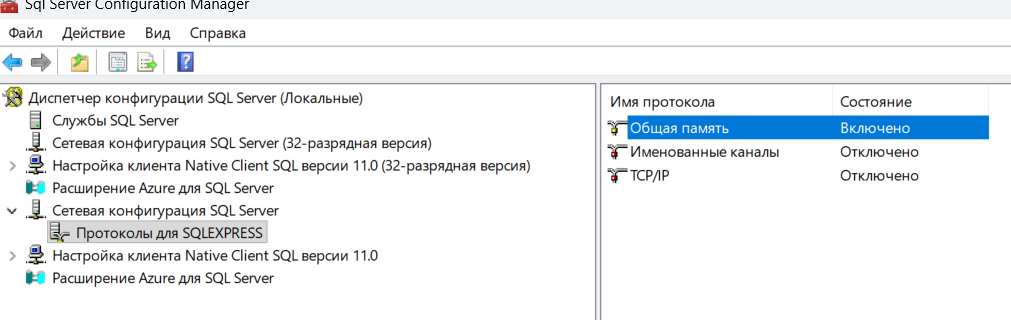 Sql Server Configuration Manager
Файл Действие Вид Справка
Диспетчер конфигурации SQL Server (Локальные)
Службы SQL Server
Сетевая конфигурация SQL Server (32-разрядная версия)
Настройка клиента Native Client SQL версии 11.0 (32-разрядная версия)
Расширение Azure для SQL Server
Сетевая конфигурация SQL Server
Протоколы для SQLEXPRESS
Настройка клиента Native Client SQL версии 11.0
Расширение Azure для SQL Server
Имя протокола Состояние
Общая память Включено
Именованные каналы Отключено
TCP/IP Отключено